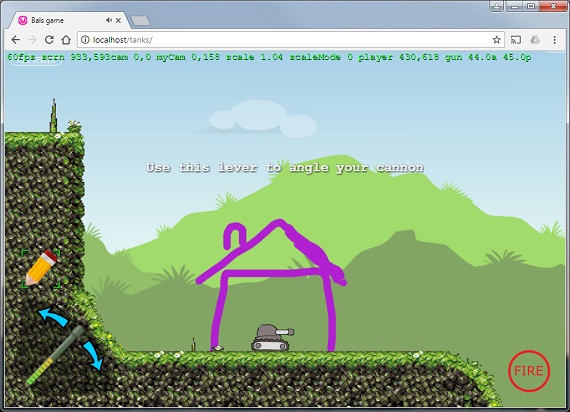 Bals game
localhost/tanks/
60fps scrn 933,593cam 0,0 myCam 0,158 scale 1.04 scaleMode 0 player 430,618 gun 44.0a 45.0p
Use this lever to angle your cannon
FIRE